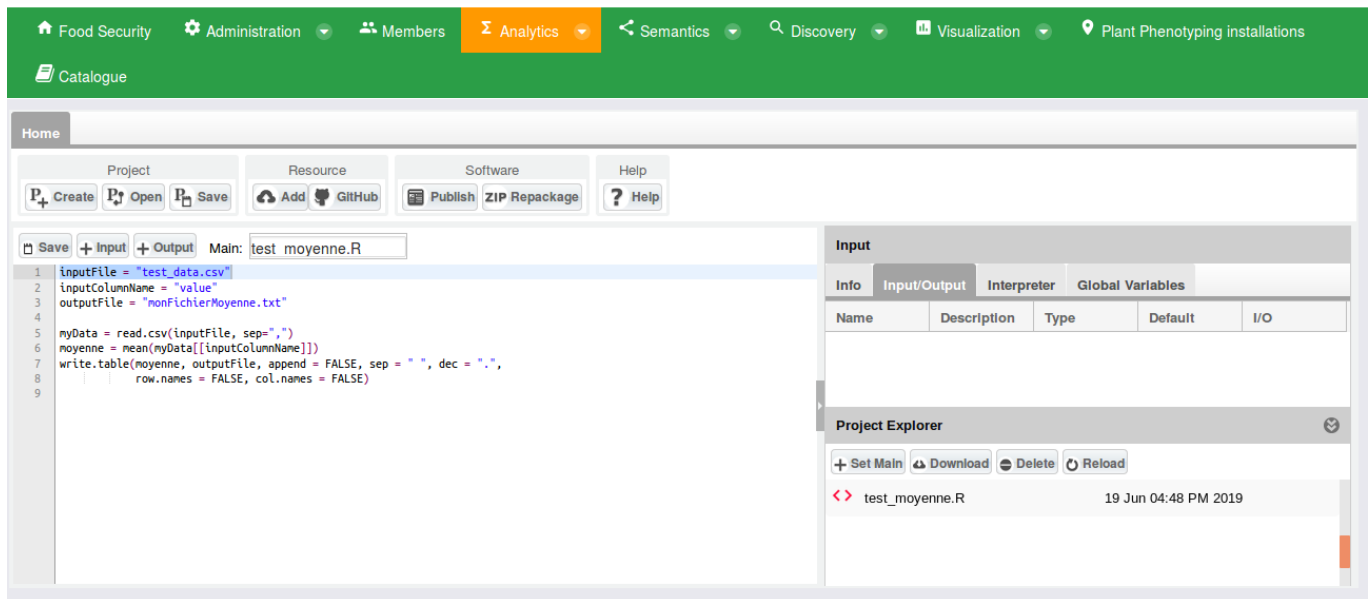 Food Security Administration Members Σ Analytics Semantics Discovery Visualization Plant Phenotyping installations
Catalogue
Home
Project Resource Software Help
P+ Create P Open P Save Add GitHub Publish ZIP Repackage ? Help
Save + Input + Output Main: test_moyenne.R
1 inputFile = "test_data.csv"
2 inputColumnName = "value"
3 outputFile = "monFichierMoyenne.txt"
4
5 myData = read.csv(inputFile, sep=",")
6 moyenne = mean(myData[[inputColumnName]])
7 write.table(moyenne, outputFile, append = FALSE, sep = " ", dec = ".",
8 row.names = FALSE, col.names = FALSE)
9
Input
Info Input/Output Interpreter Global Variables
Name Description Type Default I/O
Project Explorer
+ Set Main Download Delete Reload
<> test_moyenne.R 19 Jun 04:48 PM 2019